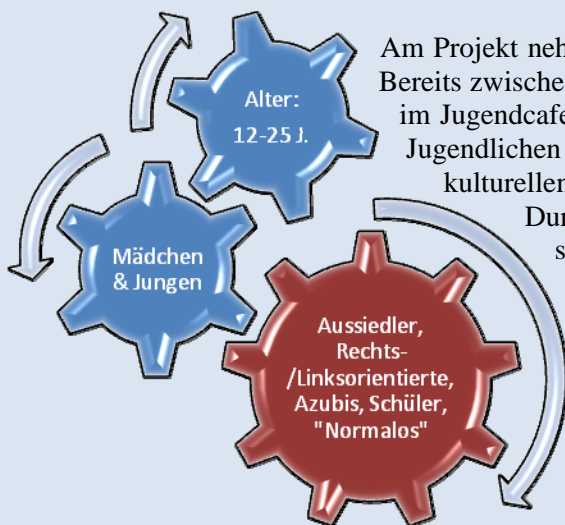 Alter:
12-25 J.
Mädchen
& Jungen
Aussiedler,
Rechts-
/Linksorientierte,
Azubis, Schüler,
"Normalos"
Am Projekt neh
Bereits zwische
im Jugendcafe
Jugendlichen
kulturellen
Dur
s